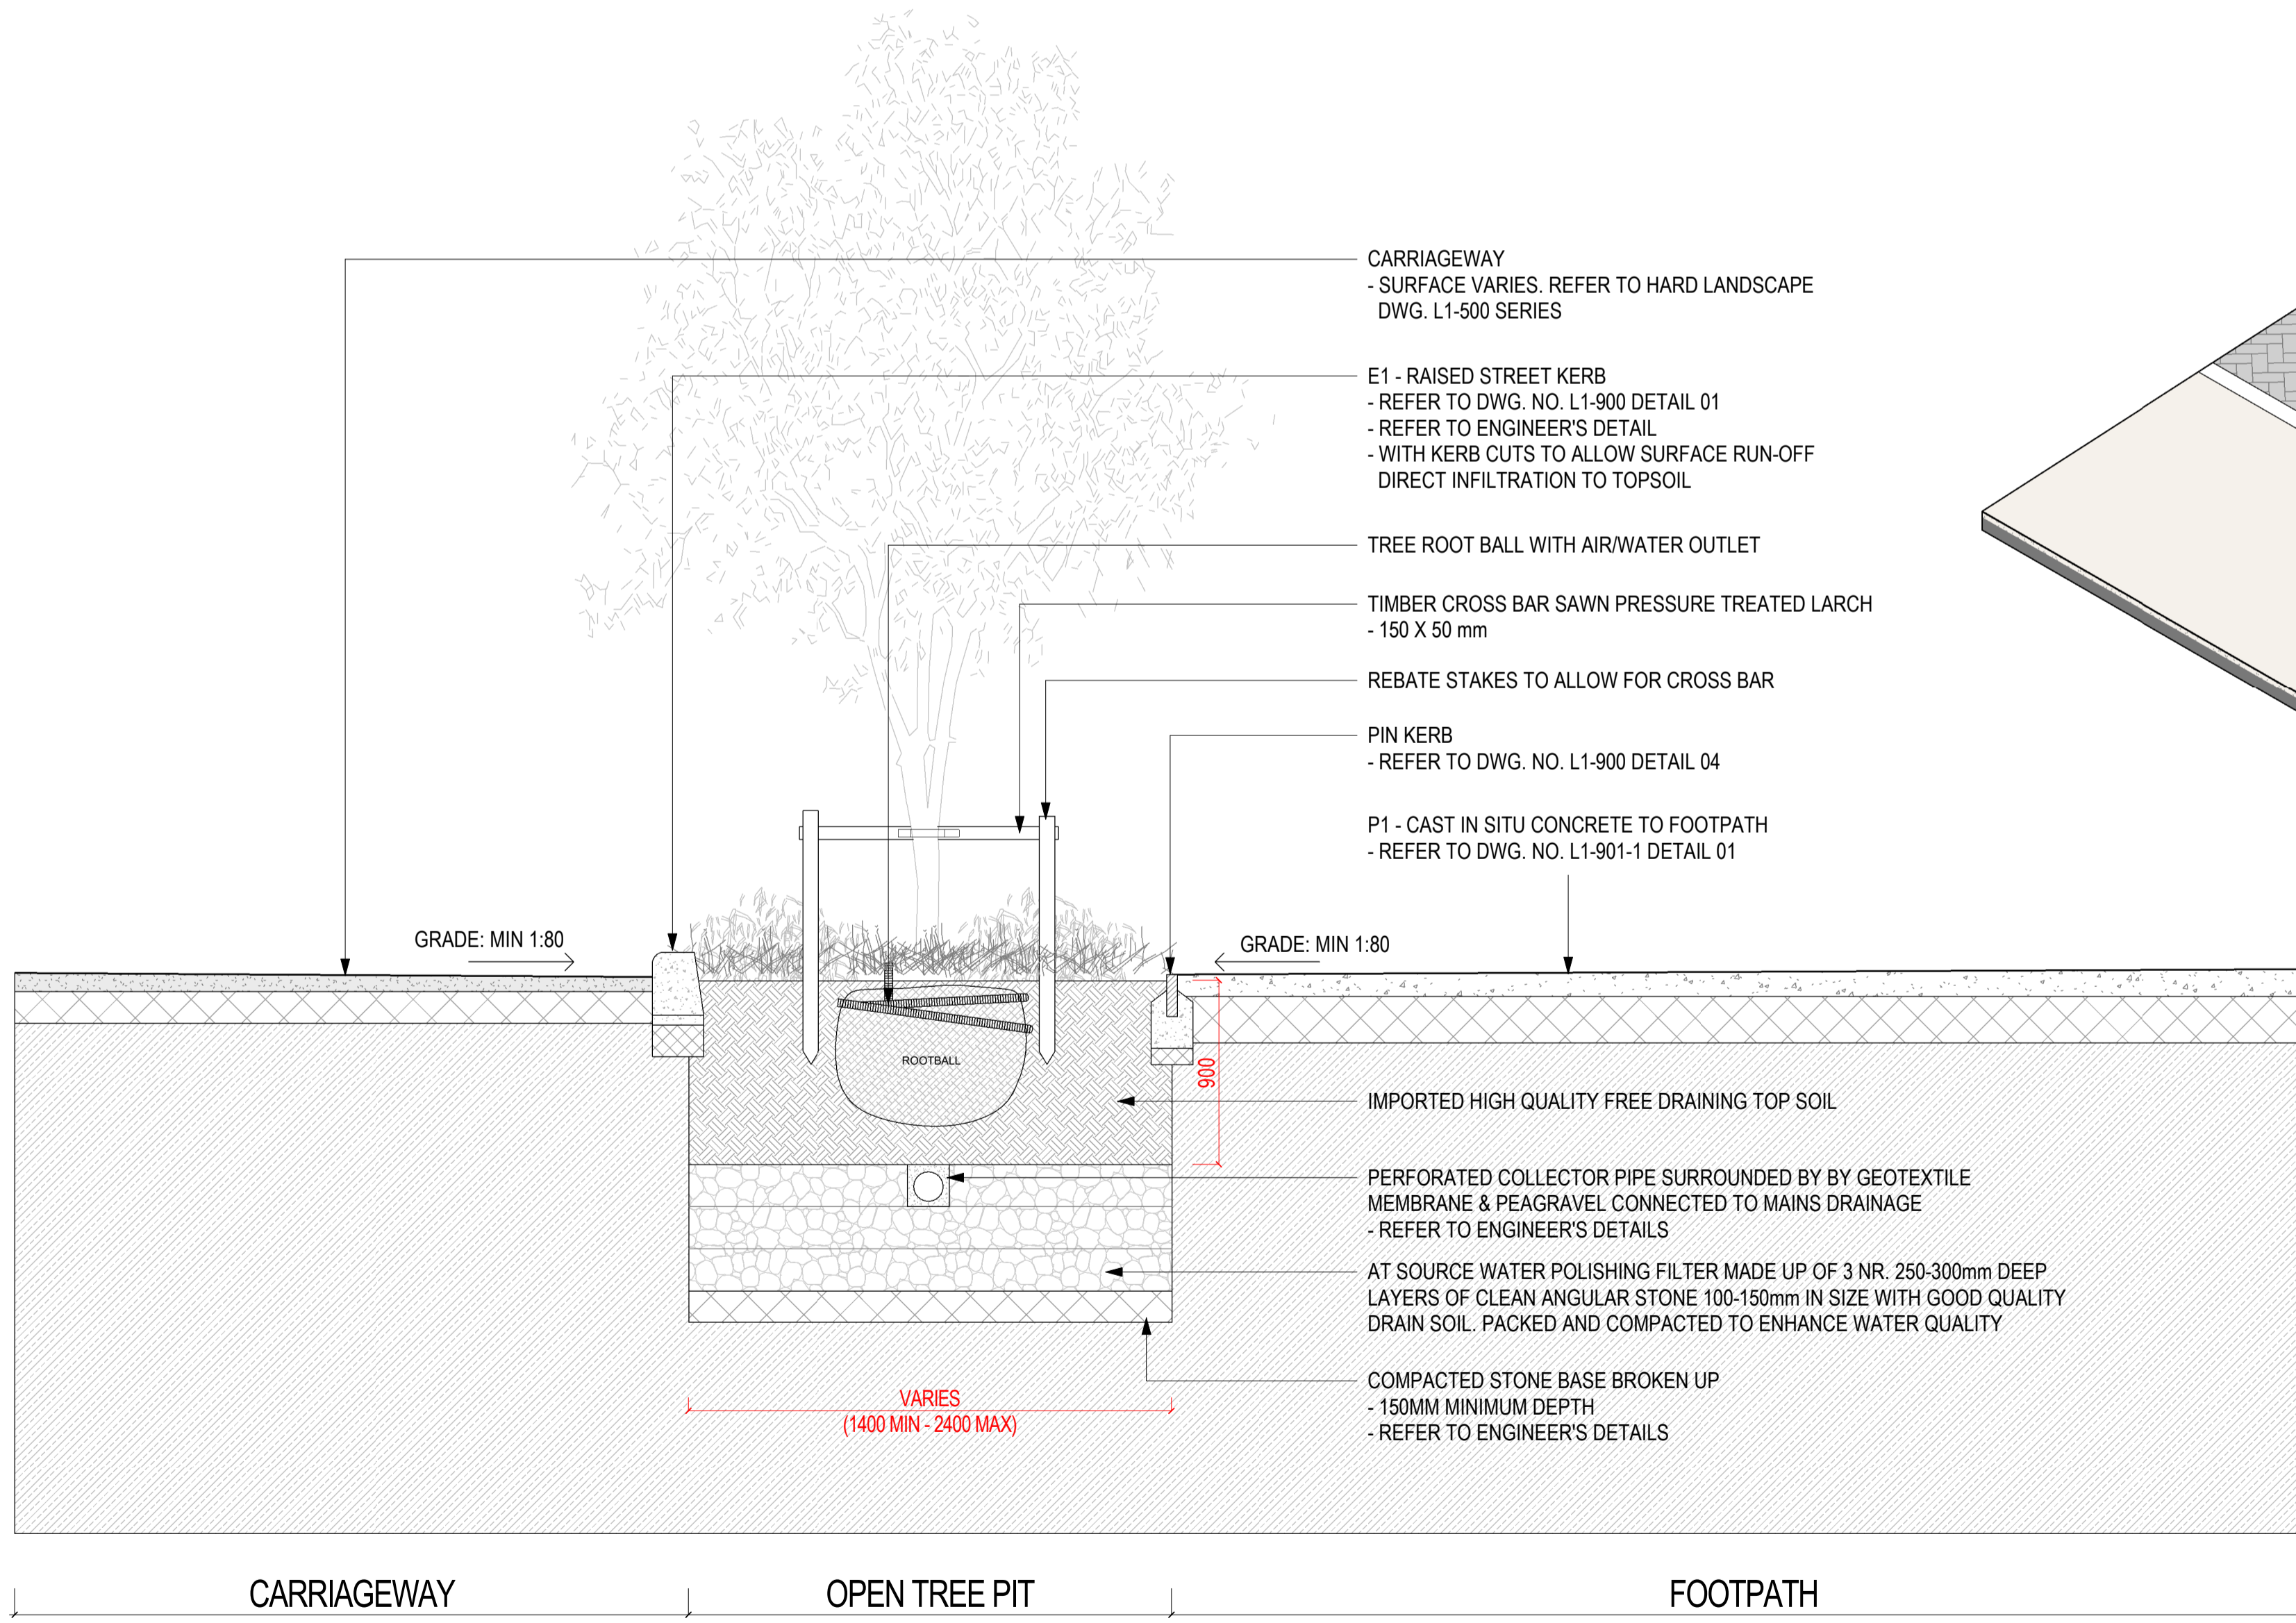 CARRIAGEWAY
- SURFACE VARIES. REFER TO HARD LANDSCAPE
DWG. L1-500 SERIES
E1 - RAISED STREET KERB
- REFER TO DWG. NO. L1-900 DETAIL 01
- REFER TO ENGINEER'S DETAIL
- WITH KERB CUTS TO ALLOW SURFACE RUN-OFF
DIRECT INFILTRATION TO TOPSOIL
TREE ROOT BALL WITH AIR/WATER OUTLET
TIMBER CROSS BAR SAWN PRESSURE TREATED LARCH
- 150 X 50 mm
REBATE STAKES TO ALLOW FOR CROSS BAR
PIN KERB
- REFER TO DWG. NO. L1-900 DETAIL 04
P1 - CAST IN SITU CONCRETE TO FOOTPATH
- REFER TO DWG. NO. L1-901-1 DETAIL 01
GRADE: MIN 1:80
GRADE: MIN 1:80
ROOTBALL
900
IMPORTED HIGH QUALITY FREE DRAINING TOP SOIL
PERFORATED COLLECTOR PIPE SURROUNDED BY BY GEOTEXTILE
MEMBRANE & PEAGRAVEL CONNECTED TO MAINS DRAINAGE
- REFER TO ENGINEER'S DETAILS
AT SOURCE WATER POLISHING FILTER MADE UP OF 3 NR. 250-300mm DEEP
LAYERS OF CLEAN ANGULAR STONE 100-150mm IN SIZE WITH GOOD QUALITY
DRAIN SOIL. PACKED AND COMPACTED TO ENHANCE WATER QUALITY
COMPACTED STONE BASE BROKEN UP
- 150MM MINIMUM DEPTH
- REFER TO ENGINEER'S DETAILS
VARIES
(1400 MIN - 2400 MAX)
CARRIAGEWAY
OPEN TREE PIT
FOOTPATH